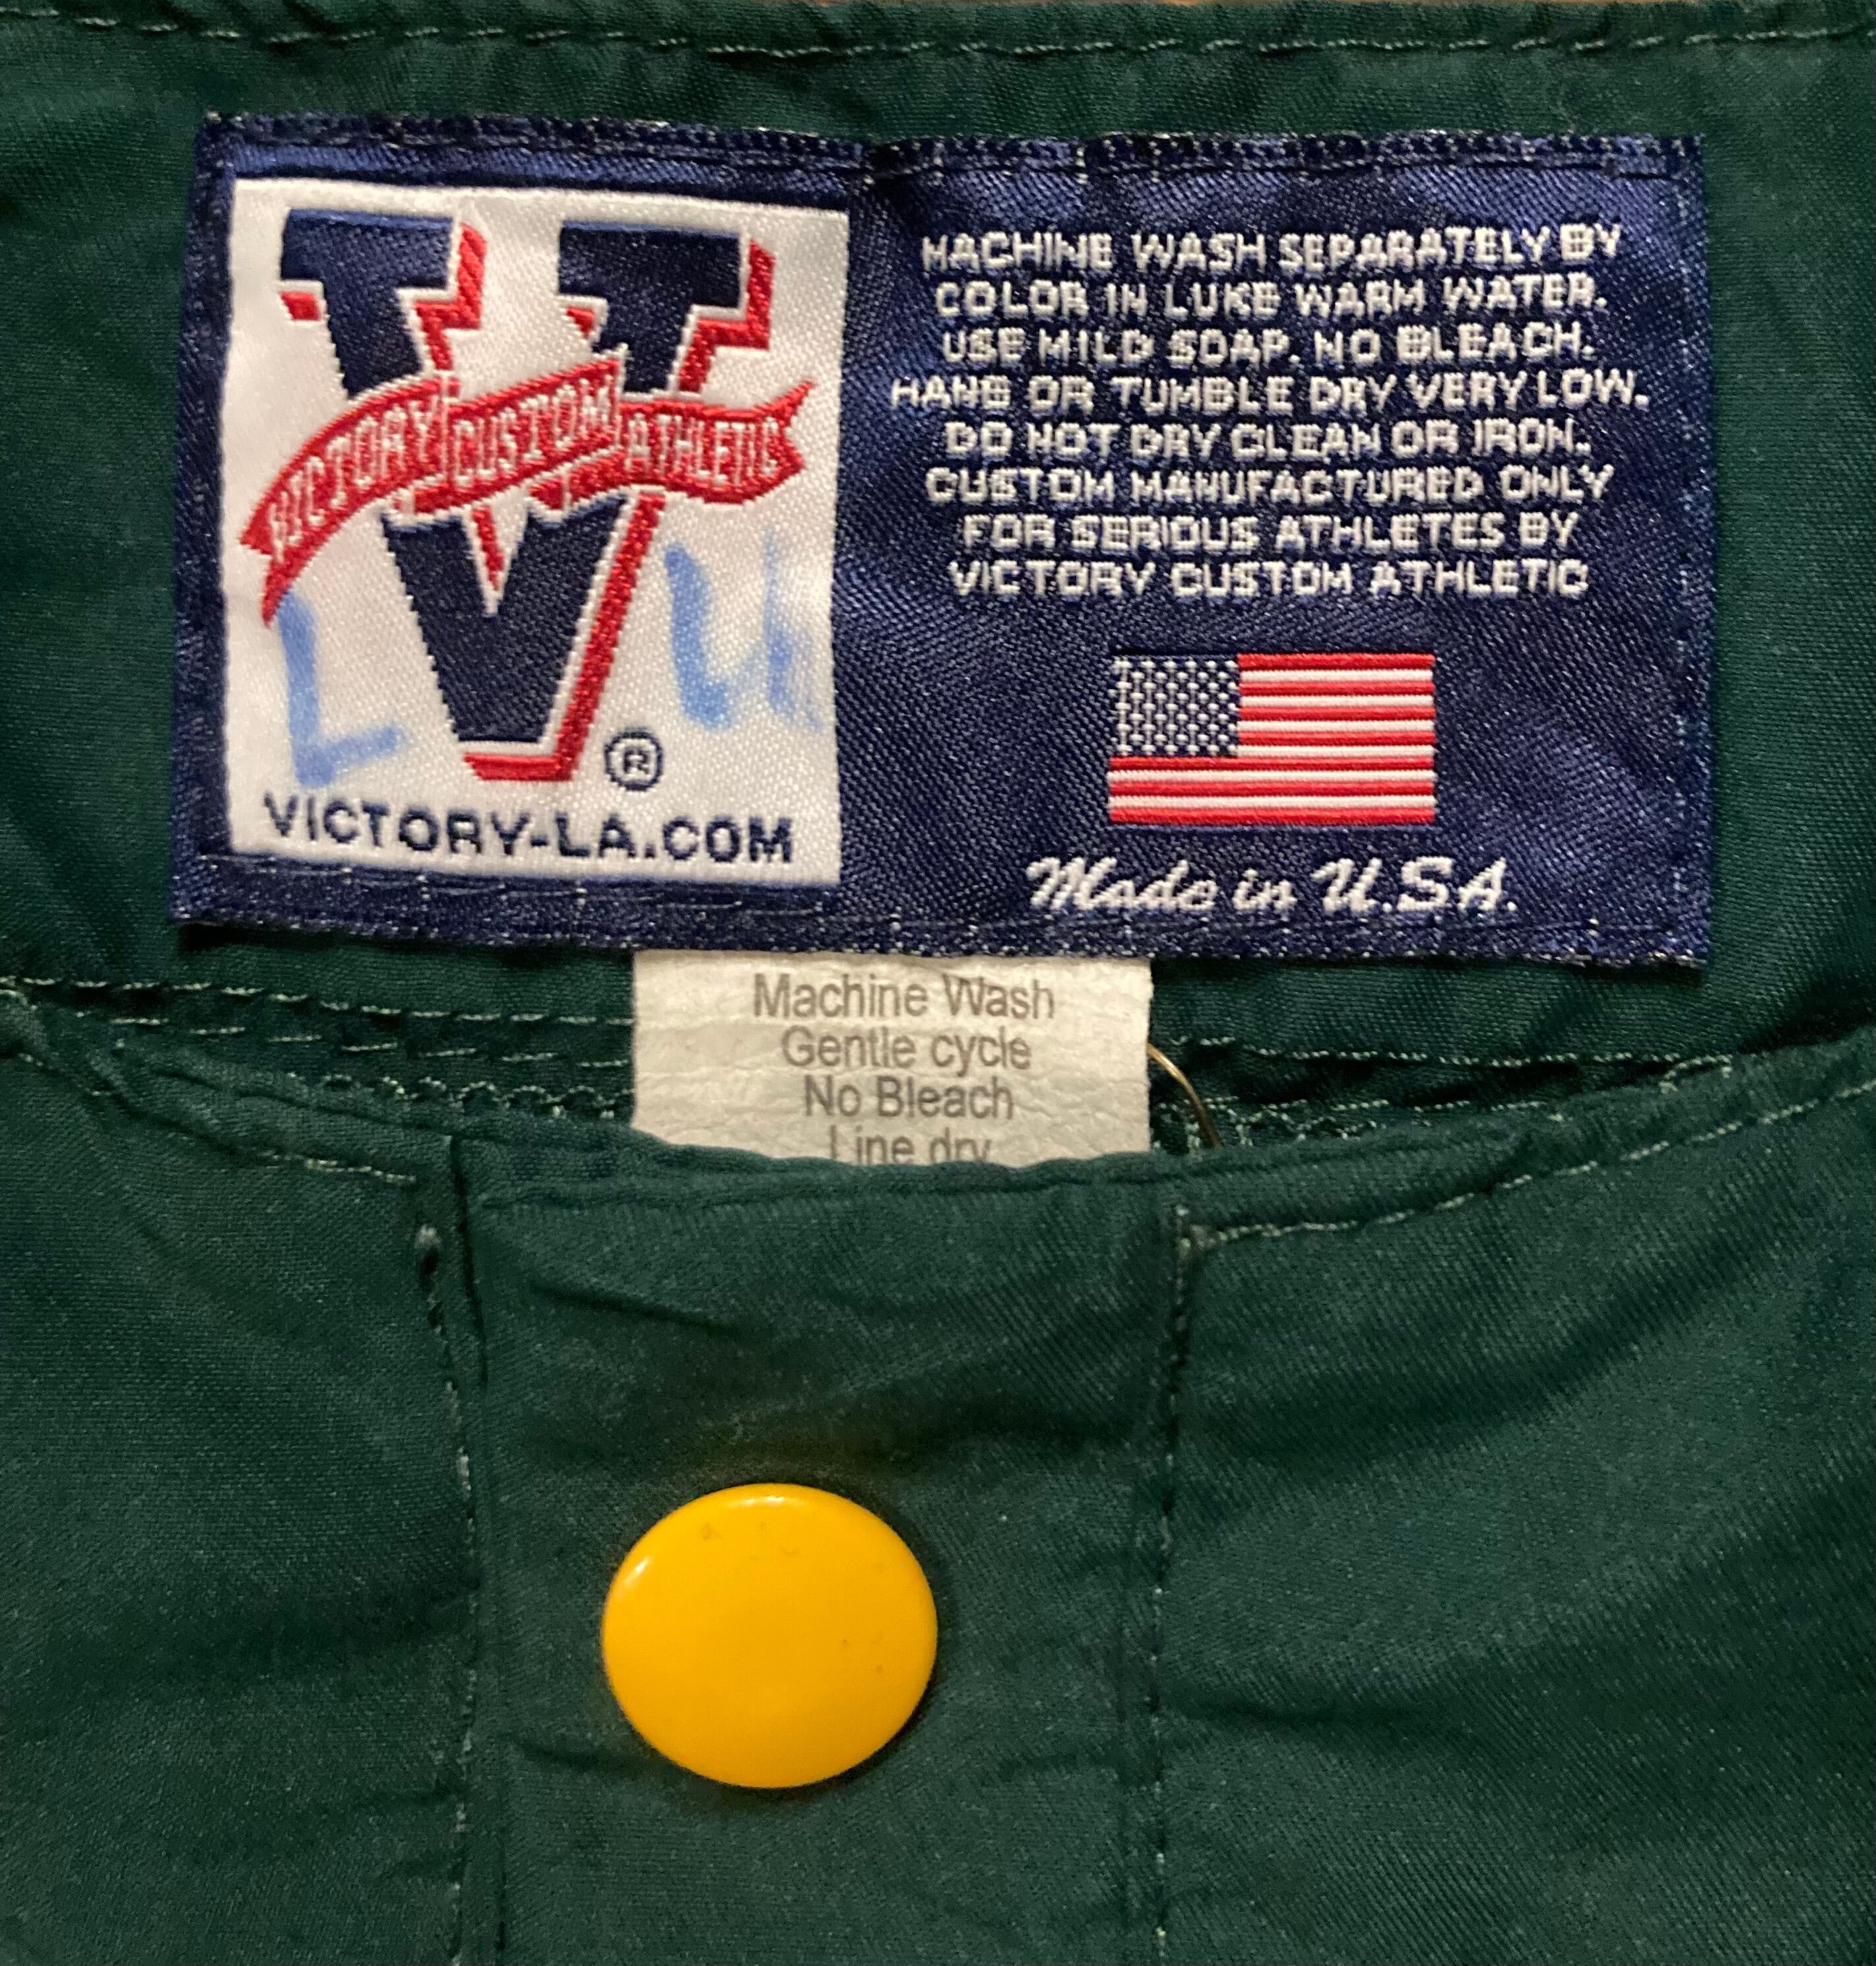 VICTORY CUSTOM ATHLETIC
®
VICTORY-LA.COM
MACHINE WASH SEPARATELY BY
COLOR IN LUKE WARM WATER.
USE MILD SOAP. NO BLEACH.
HANG OR TUMBLE DRY VERY LOW.
DO NOT DRY CLEAN OR IRON.
CUSTOM MANUFACTURED ONLY
FOR SERIOUS ATHLETES BY
VICTORY CUSTOM ATHLETIC
Made in U.S.A.
Machine Wash
Gentle cycle
No Bleach
Line dry